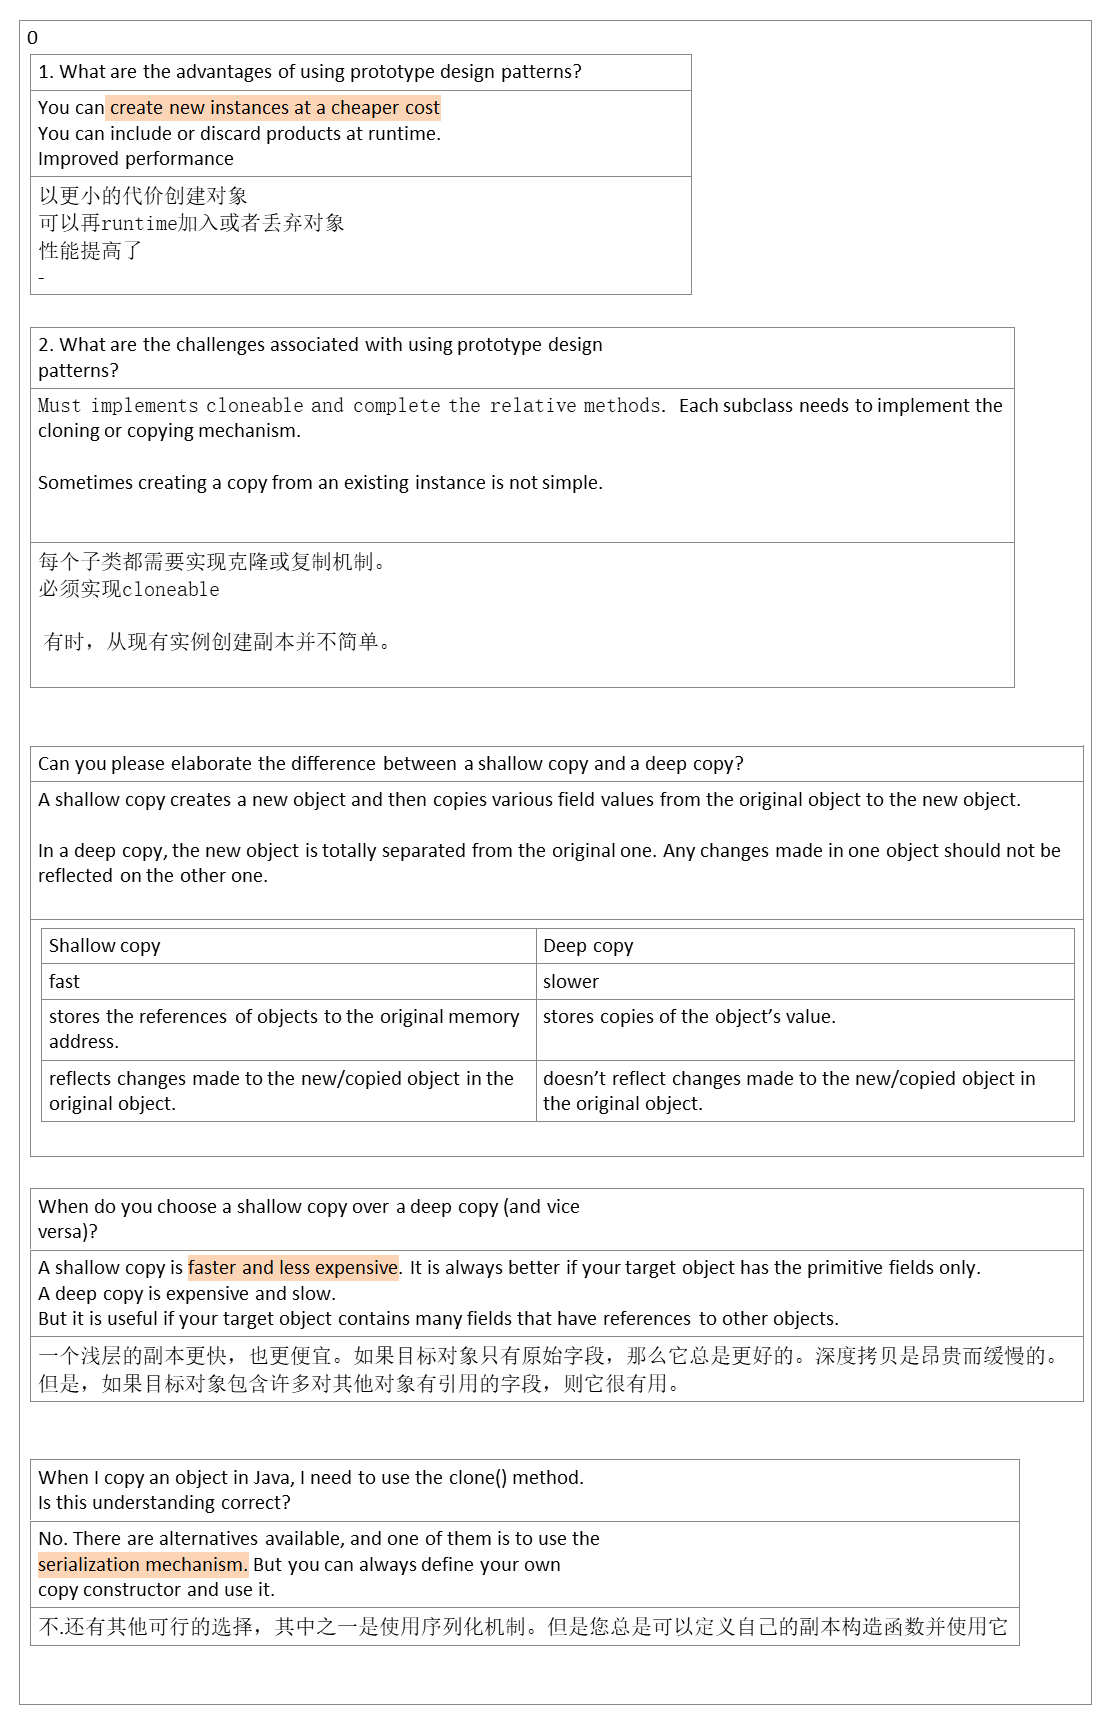 0
1. What are the advantages of using prototype design patterns?
You can create new instances at a cheaper cost
You can include or discard products at runtime.
Improved performance
以更小的代价创建对象
可以再runtime加入或者丢弃对象
性能提高了
-
2. What are the challenges associated with using prototype design
patterns?
Must implements cloneable and complete the relative methods. Each subclass needs to implement the
cloning or copying mechanism.
Sometimes creating a copy from an existing instance is not simple.
每个子类都需要实现克隆或复制机制。
必须实现cloneable
有时，从现有实例创建副本并不简单。
Can you please elaborate the difference between a shallow copy and a deep copy?
A shallow copy creates a new object and then copies various field values from the original object to the new object.
In a deep copy, the new object is totally separated from the original one. Any changes made in one object should not be
reflected on the other one.
Shallow copy
Deep copy
fast
slower
stores the references of objects to the original memory
address.
stores copies of the object’s value.
reflects changes made to the new/copied object in the
original object.
doesn’t reflect changes made to the new/copied object in
the original object.
When do you choose a shallow copy over a deep copy (and vice
versa)?
A shallow copy is faster and less expensive. It is always better if your target object has the primitive fields only.
A deep copy is expensive and slow.
But it is useful if your target object contains many fields that have references to other objects.
一个浅层的副本更快，也更便宜。如果目标对象只有原始字段，那么它总是更好的。深度拷贝是昂贵而缓慢的。
但是，如果目标对象包含许多对其他对象有引用的字段，则它很有用。
When I copy an object in Java, I need to use the clone() method.
Is this understanding correct?
No. There are alternatives available, and one of them is to use the
serialization mechanism. But you can always define your own
copy constructor and use it.
不.还有其他可行的选择，其中之一是使用序列化机制。但是您总是可以定义自己的副本构造函数并使用它